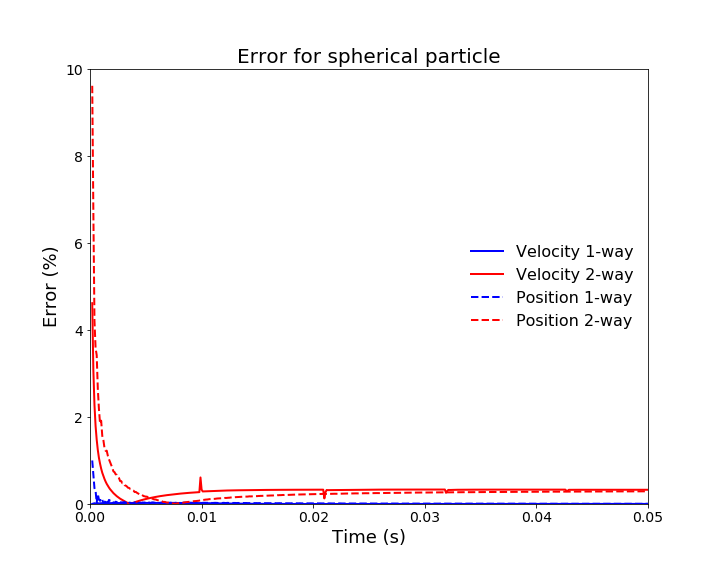 Error for spherical particle
10
8
6
4
2
0
Error (%)
Velocity 1-way
Velocity 2-way
Position 1-way
Position 2-way
0.00 0.01 0.02 0.03 0.04 0.05
Time (s)